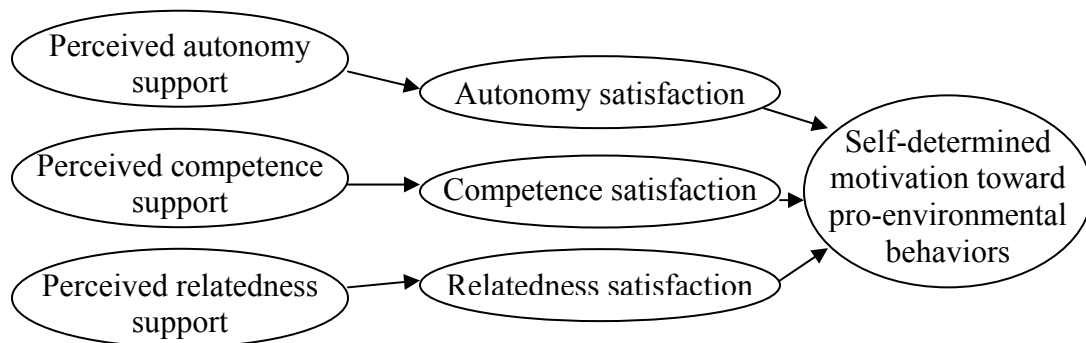 Perceived autonomy
support
Autonomy satisfaction
Perceived competence
support
Competence satisfaction
Perceived relatedness
support
Relatedness satisfaction
Self-determined
motivation toward
pro-environmental
behaviors